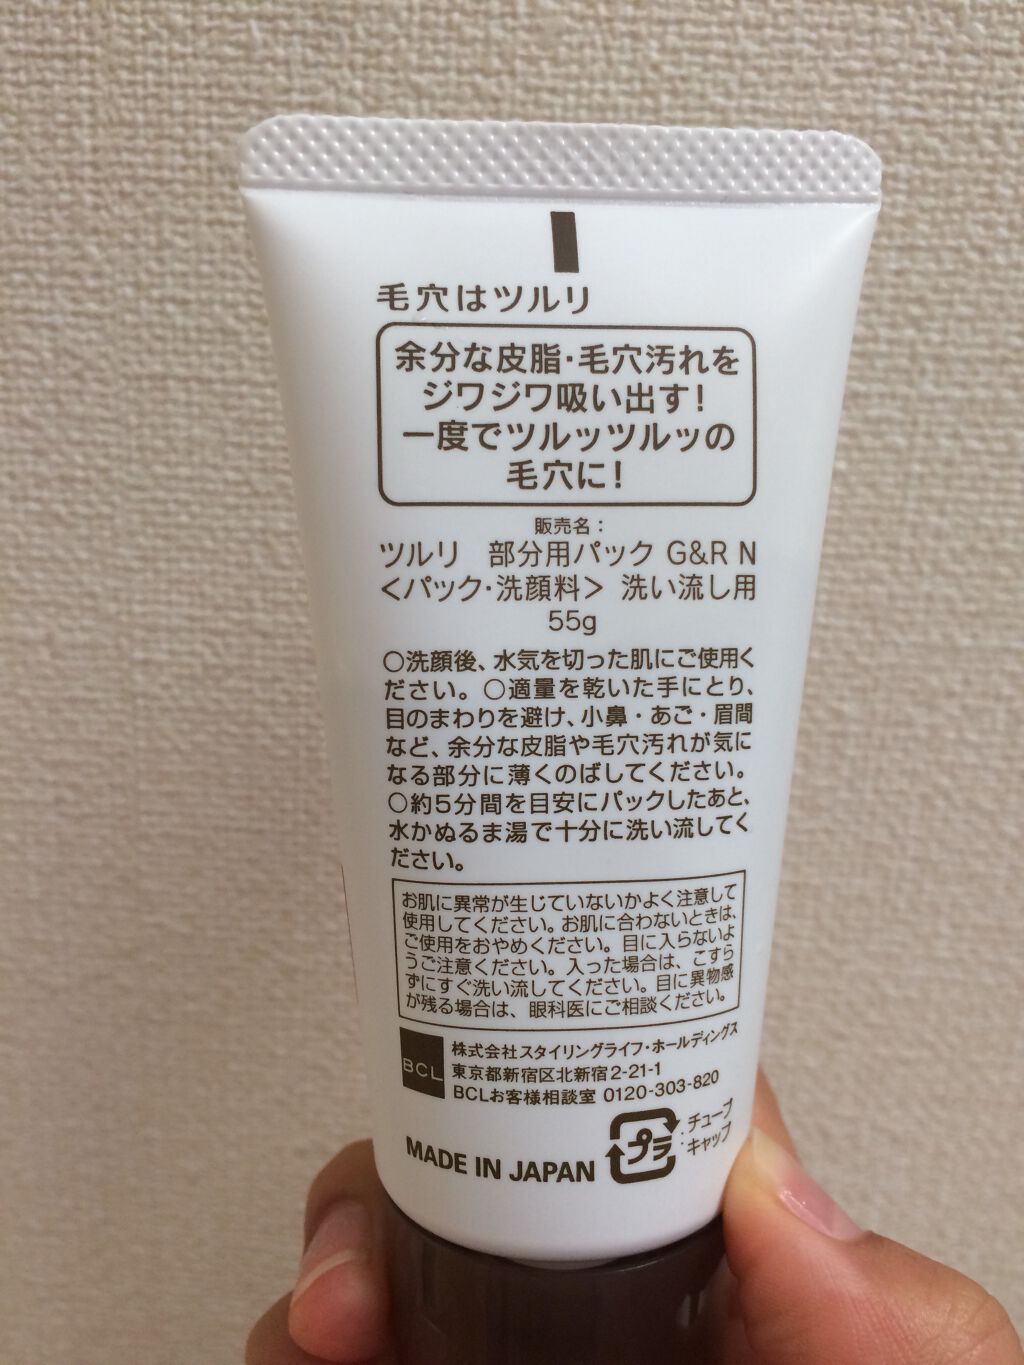 毛穴はツルリ
余分な皮脂・毛穴汚れを
ジワジワ吸い出す!
一度でツルッツルッの
毛穴に!
販売名:
ツルリ 部分用パック G&R N
<パック・洗顔料> 洗い流し用
55g
○洗顔後、水気を切った肌にご使用く
ださい。○適量を乾いた手にとり、
目のまわりを避け、小鼻・あご・眉間
など、余分な皮脂や毛穴汚れが気に
なる部分に薄くのばしてください。
○約5分間を目安にパックしたあと、
水かぬるま湯で十分に洗い流してく
ださい。
お肌に異常が生じていないかよく注意して
使用してください。お肌に合わないときは、
ご使用をおやめください。目に入らないよ
うご注意ください。入った場合は、こすら
ずにすぐ洗い流してください。目に異物感
が残る場合は、眼科医にご相談ください。
BCL
株式会社スタイリングライフ・ホールディングス
東京都新宿区北新宿2-21-1
BCLお客様相談室 0120-303-820
MADE IN JAPAN
プラ
:チューブ
:キャップ